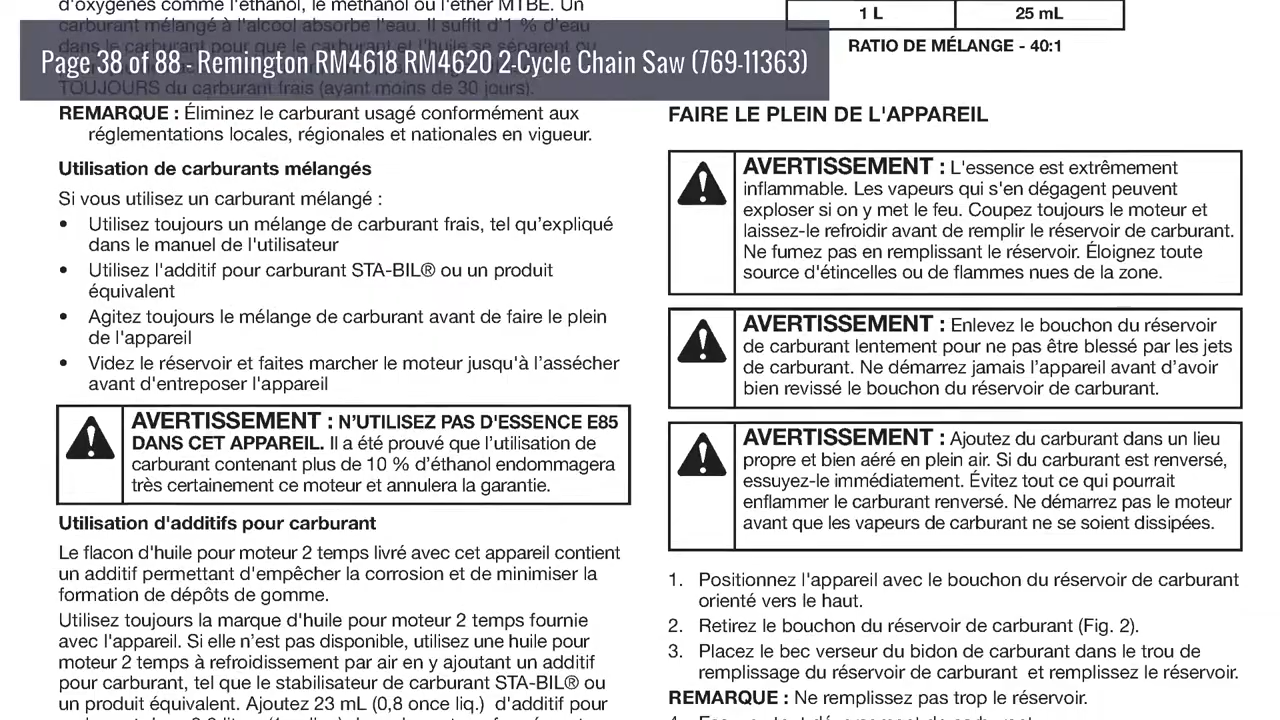 d'oxygènes comme l'éthanol, le méthanol ou l'éther MTBE. Un
carburant mélangé à l'alcool absorbe l'eau. Il suffit d'1 % d'eau
dans le carburant pour que le carburant et l'huile se séparent ou
Page 38 of 88 - Remington RM4618 RM4620 2-Cycle Chain Saw (769-11363)
TOUJOURS du carburant frais (ayant moins de 30 jours).
REMARQUE : Éliminez le carburant usagé conformément aux
réglementations locales, régionales et nationales en vigueur.
Utilisation de carburants mélangés
Si vous utilisez un carburant mélangé :
• Utilisez toujours un mélange de carburant frais, tel qu’expliqué
dans le manuel de l'utilisateur
• Utilisez l'additif pour carburant STA-BIL® ou un produit
équivalent
• Agitez toujours le mélange de carburant avant de faire le plein
de l'appareil
• Videz le réservoir et faites marcher le moteur jusqu'à l’assécher
avant d'entreposer l'appareil
AVERTISSEMENT : N’UTILISEZ PAS D'ESSENCE E85
DANS CET APPAREIL. Il a été prouvé que l’utilisation de
carburant contenant plus de 10 % d’éthanol endommagera
très certainement ce moteur et annulera la garantie.
Utilisation d'additifs pour carburant
Le flacon d'huile pour moteur 2 temps livré avec cet appareil contient
un additif permettant d'empêcher la corrosion et de minimiser la
formation de dépôts de gomme.
Utilisez toujours la marque d'huile pour moteur 2 temps fournie
avec l'appareil. Si elle n’est pas disponible, utilisez une huile pour
moteur 2 temps à refroidissement par air en y ajoutant un additif
pour carburant, tel que le stabilisateur de carburant STA-BIL® ou
un produit équivalent. Ajoutez 23 mL (0,8 once liq.) d'additif pour
1 L 25 mL
RATIO DE MÉLANGE - 40:1
FAIRE LE PLEIN DE L'APPAREIL
AVERTISSEMENT : L'essence est extrêmement
inflammable. Les vapeurs qui s'en dégagent peuvent
exploser si on y met le feu. Coupez toujours le moteur et
laissez-le refroidir avant de remplir le réservoir de carburant.
Ne fumez pas en remplissant le réservoir. Éloignez toute
source d'étincelles ou de flammes nues de la zone.
AVERTISSEMENT : Enlevez le bouchon du réservoir
de carburant lentement pour ne pas être blessé par les jets
de carburant. Ne démarrez jamais l’appareil avant d’avoir
bien revissé le bouchon du réservoir de carburant.
AVERTISSEMENT : Ajoutez du carburant dans un lieu
propre et bien aéré en plein air. Si du carburant est renversé,
essuyez-le immédiatement. Évitez tout ce qui pourrait
enflammer le carburant renversé. Ne démarrez pas le moteur
avant que les vapeurs de carburant ne se soient dissipées.
1. Positionnez l'appareil avec le bouchon du réservoir de carburant
orienté vers le haut.
2. Retirez le bouchon du réservoir de carburant (Fig. 2).
3. Placez le bec verseur du bidon de carburant dans le trou de
remplissage du réservoir de carburant et remplissez le réservoir.
REMARQUE : Ne remplissez pas trop le réservoir.